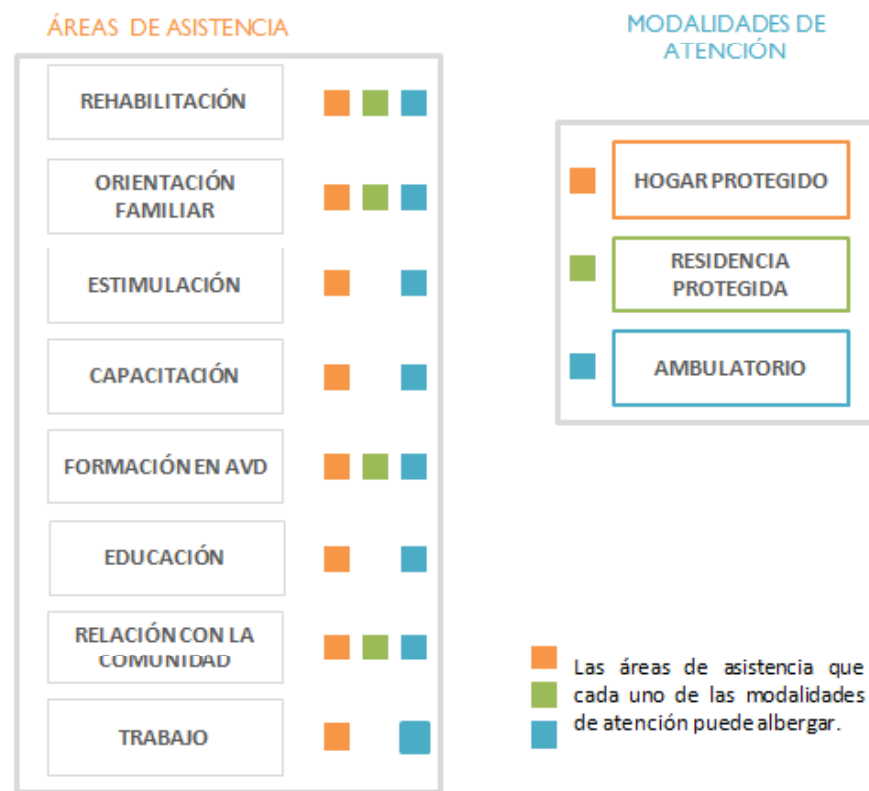 ÁREAS DE ASISTENCIA
REHABILITACIÓN
ORIENTACIÓN
FAMILIAR
ESTIMULACIÓN
CAPACITACIÓN
FORMACIÓN EN AVD
EDUCACIÓN
RELACIÓN CON LA
COMUNIDAD
TRABAJO
MODALIDADES DE
ATENCIÓN
HOGAR PROTEGIDO
RESIDENCIA
PROTEGIDA
AMBULATORIO
Las áreas de asistencia que
cada uno de las modalidades
de atención puede albergar.